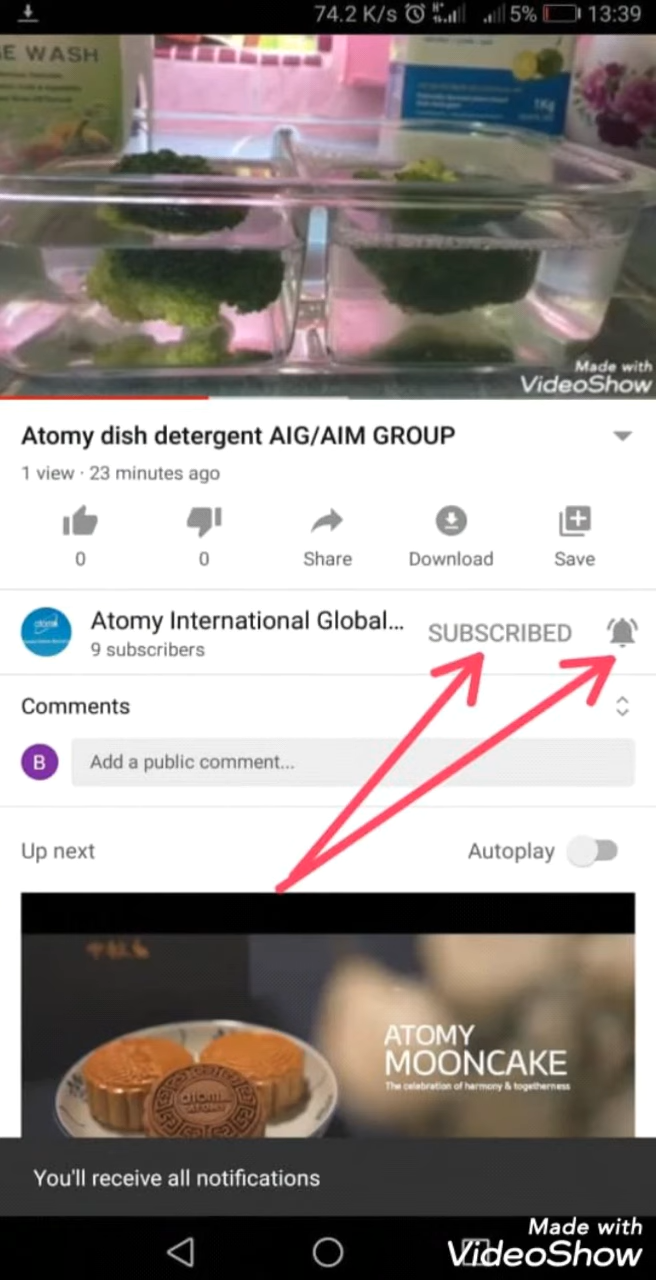 74.2 K/s 5% 13:39
E WASH
1Kg
Made with
VideoShow
Atomy dish detergent AIG/AIM GROUP
1 view · 23 minutes ago
0 0 Share Download Save
Atomy International Global...
SUBSCRIBED
9 subscribers
Comments
B Add a public comment...
Up next Autoplay
ATOMY
MOONCAKE
The celebration of harmony & togetherness
atomy
You'll receive all notifications
Made with
VideoShow